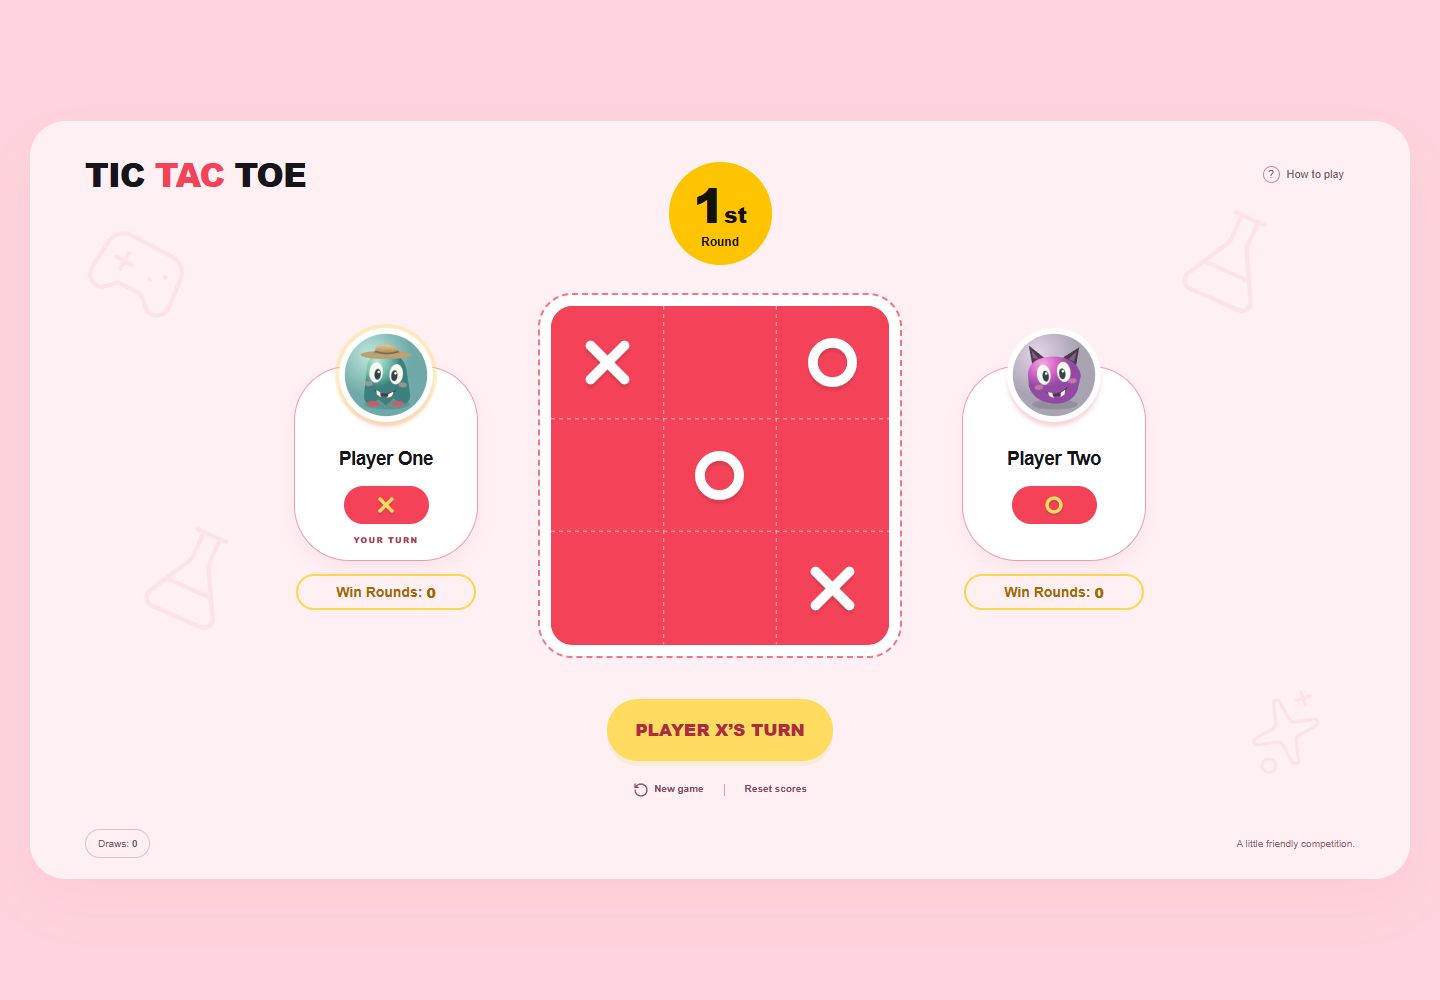 TIC TAC TOE
1st
Round
? How to play
Player One
YOUR TURN
Win Rounds: 0
Player Two
Win Rounds: 0
PLAYER X’S TURN
New game
Reset scores
Draws: 0
A little friendly competition.